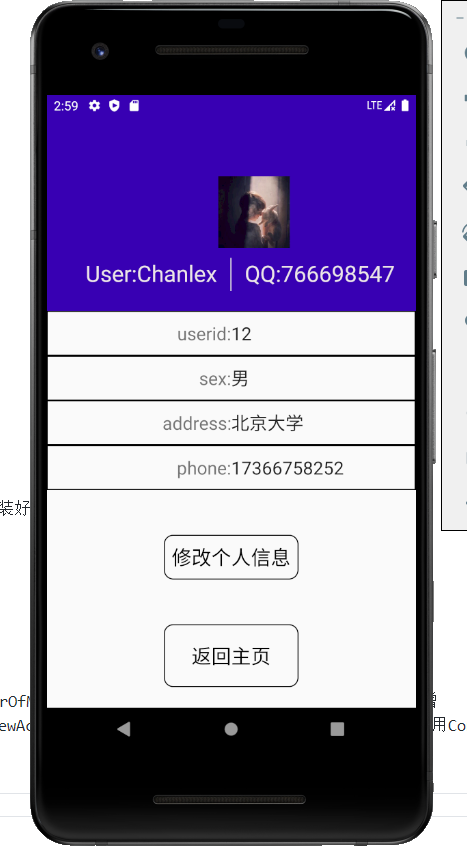 2:59 LTE
User:Chanlex QQ:766698547
userid:12
sex:男
address:北京大学
phone:17366758252
装好
修改个人信息
返回主页
rOfM
ewAc 用Co